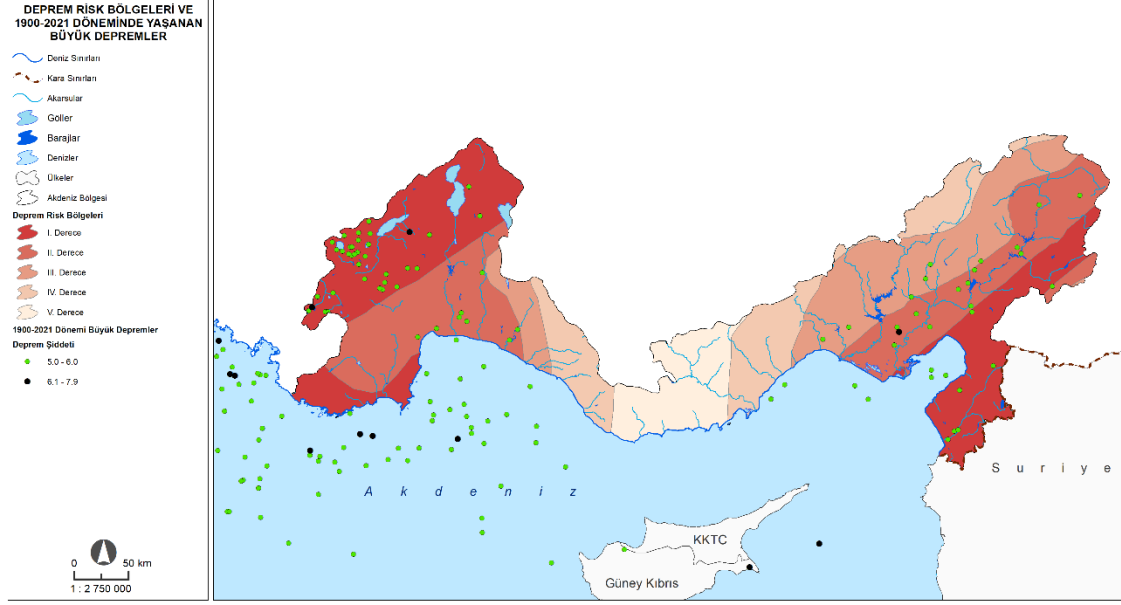 DEPREM RİSK BÖLGELERİ VE
1900-2021 DÖNEMİNDE YAŞANAN
BÜYÜK DEPREMLER
Deniz Sınırları
Kara Sınırları
Akarsular
Göller
Barajlar
Denizler
Ülkeler
Akdeniz Bölgesi
Deprem Risk Bölgeleri
I. Derece
II. Derece
III. Derece
IV. Derece
V. Derece
1900-2021 Dönemi Büyük Depremler
Deprem Şiddeti
5.0 - 6.0
6.1 - 7.9
0 50 km
1 : 2 750 000
Suriye
Akdeniz
KKTC
Güney Kıbrıs